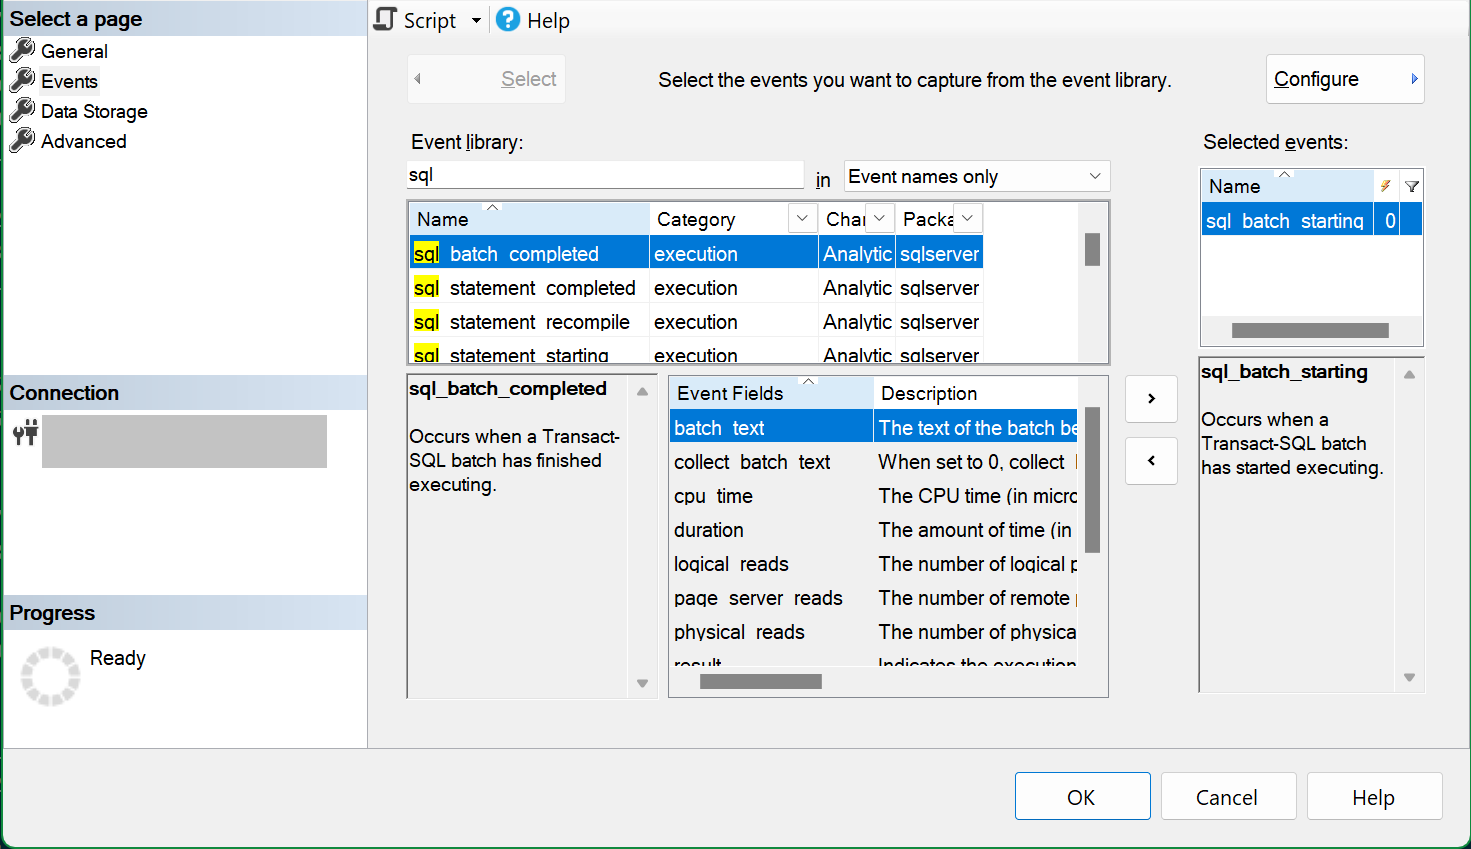 Select a page
General
Events
Data Storage
Advanced
Connection
Progress
Ready
Script
Help
Select
Select the events you want to capture from the event library.
Configure
Event library:
sql
in
Event names only
Name Category Chai Packa
sql_batch_completed execution Analytic sqlserver
sql_statement_completed execution Analytic sqlserver
sql_statement_recompile execution Analytic sqlserver
sql_statement_starting execution Analytic sqlserver
sql_batch_completed
Occurs when a Transact-
SQL batch has finished
executing.
Event Fields Description
batch_text The text of the batch be
collect_batch_text When set to 0, collect_
cpu_time The CPU time (in micro
duration The amount of time (in
logical_reads The number of logical p
page_server_reads The number of remote
physical_reads The number of physica
result Indicates the execution
>
<
Selected events:
Name
sql_batch_starting 0
sql_batch_starting
Occurs when a
Transact-SQL batch
has started executing.
OK
Cancel
Help